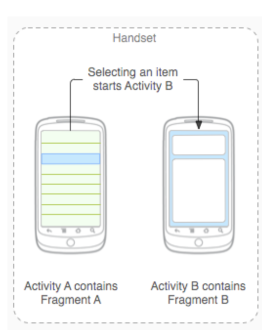 Handset
Selecting an item
starts Activity B
Activity A contains
Fragment A
Activity B contains
Fragment B